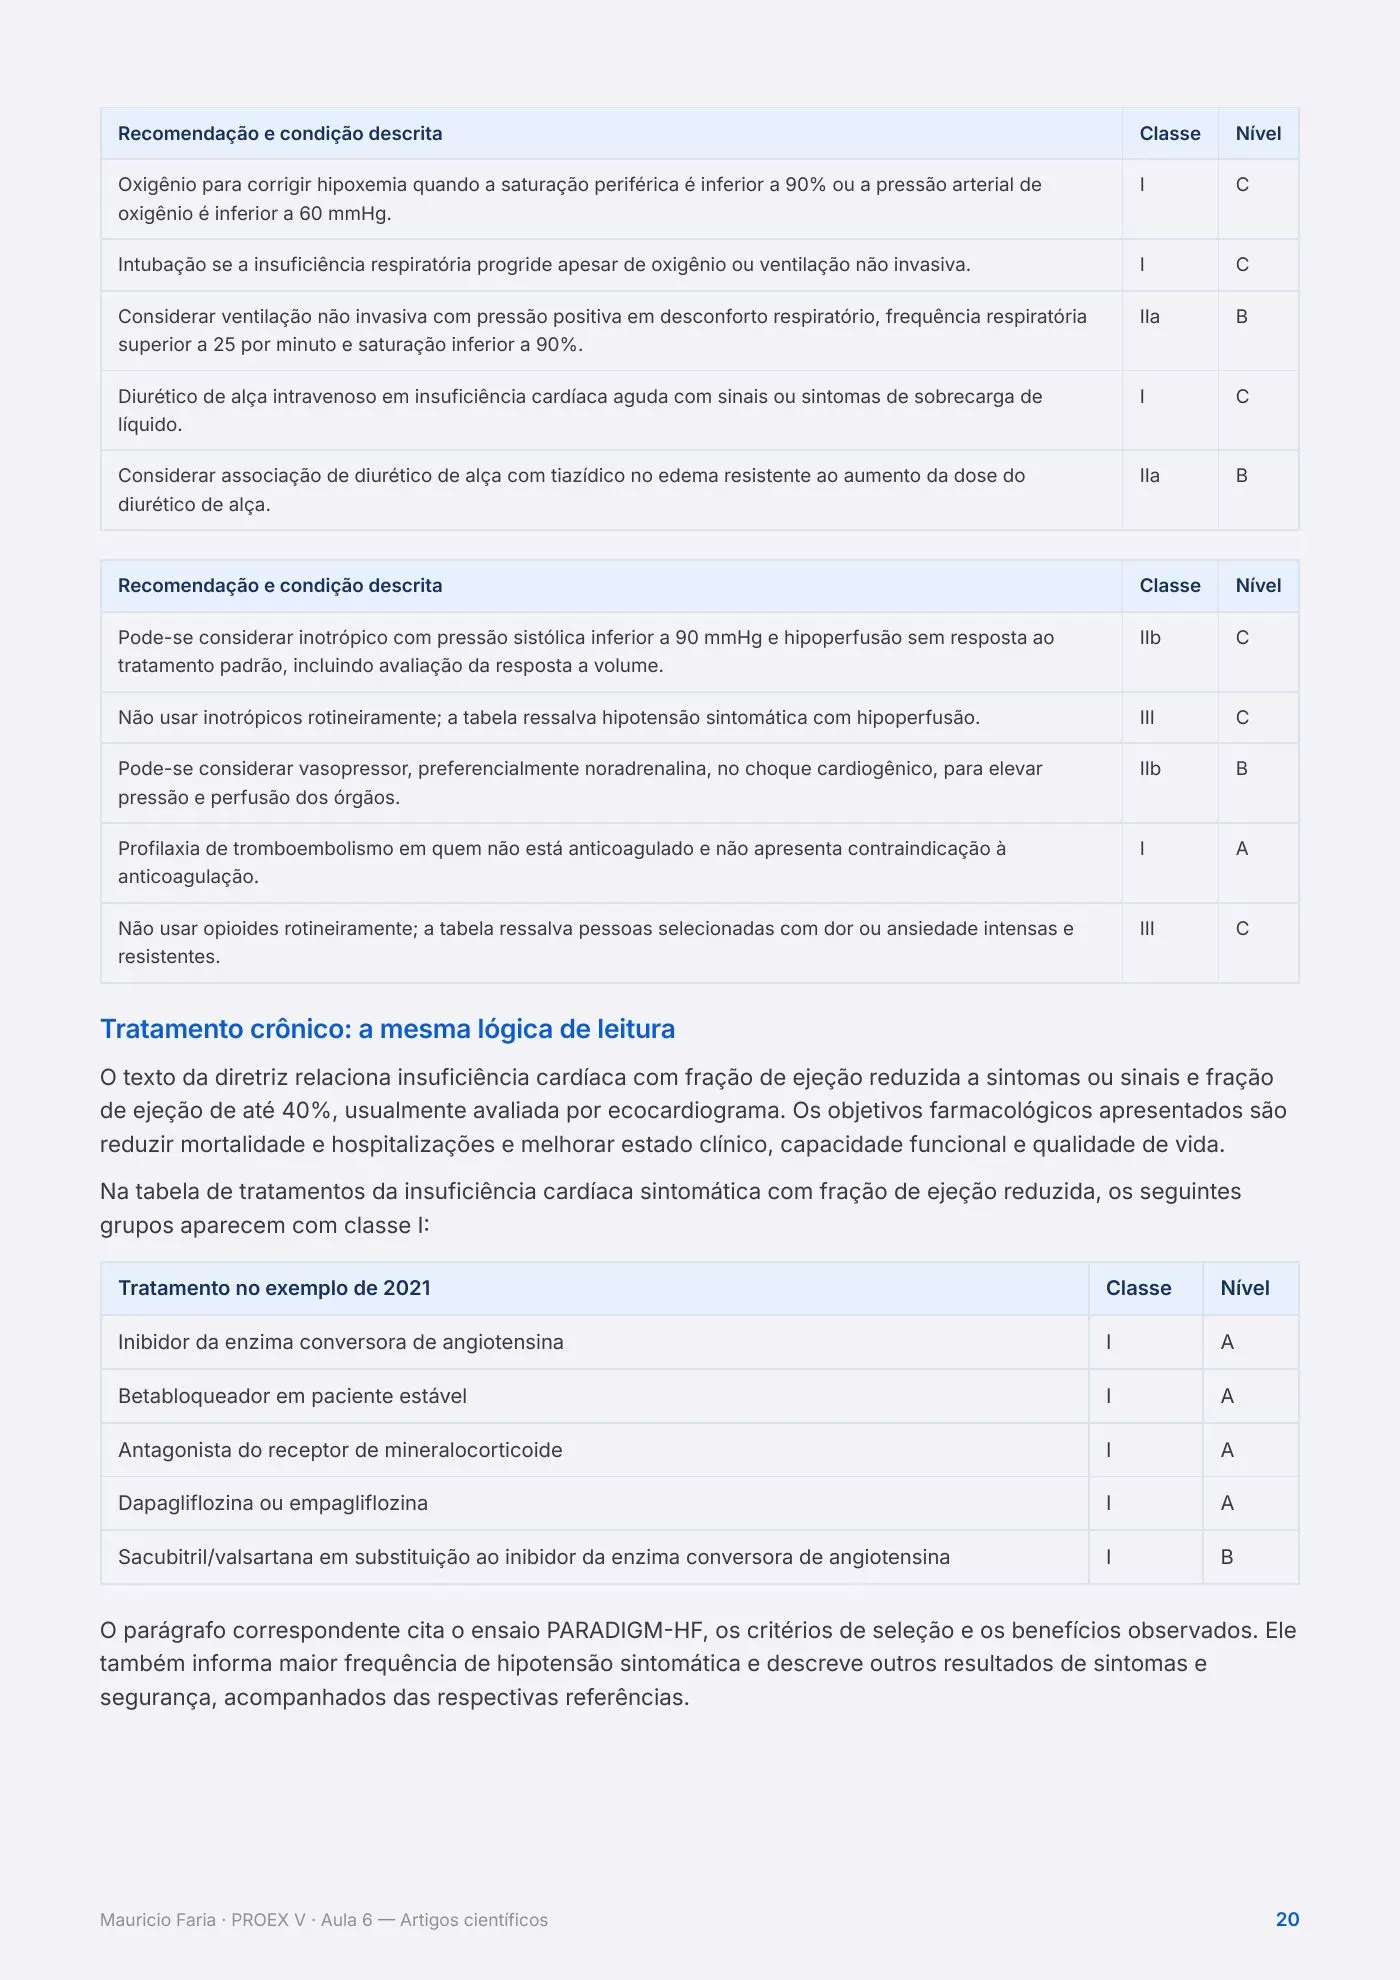 Recomendação e condição descrita Classe Nível
Oxigênio para corrigir hipoxemia quando a saturação periférica é inferior a 90% ou a pressão arterial de I C
oxigênio é inferior a 60 mmHg.
Intubação se a insuficiência respiratória progride apesar de oxigênio ou ventilação não invasiva. I C
Considerar ventilação não invasiva com pressão positiva em desconforto respiratório, frequência respiratória IIa B
superior a 25 por minuto e saturação inferior a 90%.
Diurético de alça intravenoso em insuficiência cardíaca aguda com sinais ou sintomas de sobrecarga de I C
líquido.
Considerar associação de diurético de alça com tiazídico no edema resistente ao aumento da dose do IIa B
diurético de alça.
Recomendação e condição descrita Classe Nível
Pode-se considerar inotrópico com pressão sistólica inferior a 90 mmHg e hipoperfusão sem resposta ao IIb C
tratamento padrão, incluindo avaliação da resposta a volume.
Não usar inotrópicos rotineiramente; a tabela ressalva hipotensão sintomática com hipoperfusão. III C
Pode-se considerar vasopressor, preferencialmente noradrenalina, no choque cardiogênico, para elevar IIb B
pressão e perfusão dos órgãos.
Profilaxia de tromboembolismo em quem não está anticoagulado e não apresenta contraindicação à I A
anticoagulação.
Não usar opioides rotineiramente; a tabela ressalva pessoas selecionadas com dor ou ansiedade intensas e III C
resistentes.
Tratamento crônico: a mesma lógica de leitura
O texto da diretriz relaciona insuficiência cardíaca com fração de ejeção reduzida a sintomas ou sinais e fração
de ejeção de até 40%, usualmente avaliada por ecocardiograma. Os objetivos farmacológicos apresentados são
reduzir mortalidade e hospitalizações e melhorar estado clínico, capacidade funcional e qualidade de vida.
Na tabela de tratamentos da insuficiência cardíaca sintomática com fração de ejeção reduzida, os seguintes
grupos aparecem com classe I:
Tratamento no exemplo de 2021 Classe Nível
Inibidor da enzima conversora de angiotensina I A
Betabloqueador em paciente estável I A
Antagonista do receptor de mineralocorticoide I A
Dapagliflozina ou empagliflozina I A
Sacubitril/valsartana em substituição ao inibidor da enzima conversora de angiotensina I B
O parágrafo correspondente cita o ensaio PARADIGM-HF, os critérios de seleção e os benefícios observados. Ele
também informa maior frequência de hipotensão sintomática e descreve outros resultados de sintomas e
segurança, acompanhados das respectivas referências.
Mauricio Faria · PROEX V · Aula 6 — Artigos científicos 20